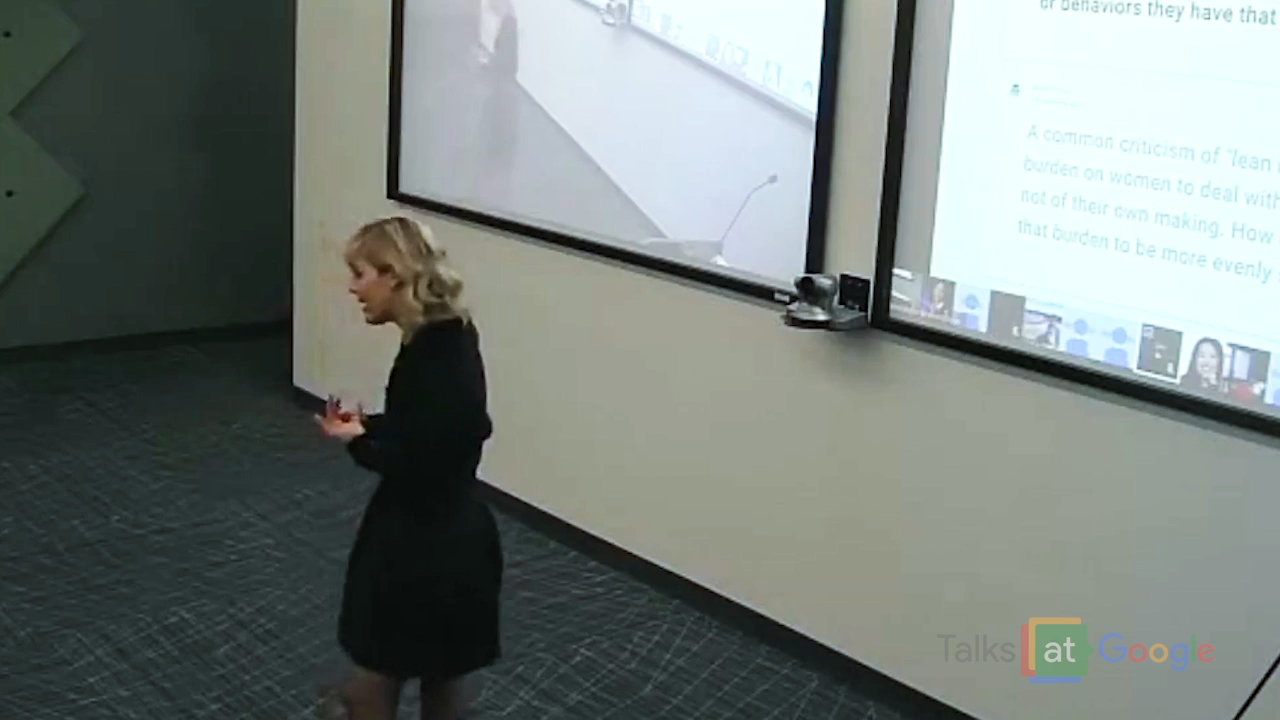 or behaviors they have that
A common criticism of "lean
burden on women to deal with
not of their own making. How
that burden to be more evenly
Talks at Google